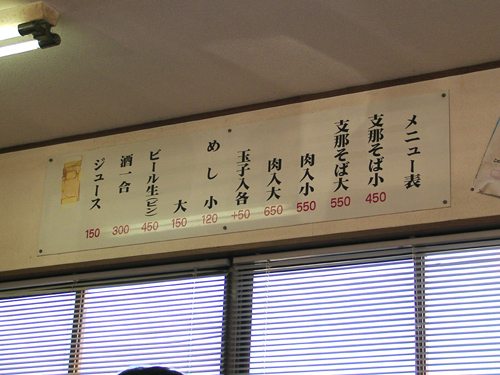 メニュー表
支那そば小 450
支那そば大 550
肉入小 550
肉入大 650
玉子入各 +50
めし 小 120
大 150
ビール生(ビン) 450
酒一合 300
ジュース 150